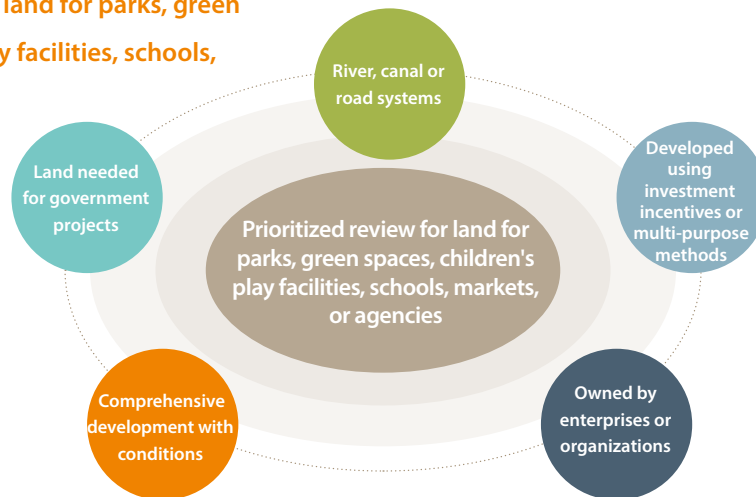 land for parks, green
y facilities, schools,
River, canal or
road systems
Land needed
for government
projects
Developed
using
investment
incentives or
multi-purpose
methods
Prioritized review for land for
parks, green spaces, children's
play facilities, schools, markets,
or agencies
Comprehensive
development with
conditions
Owned by
enterprises or
organizations